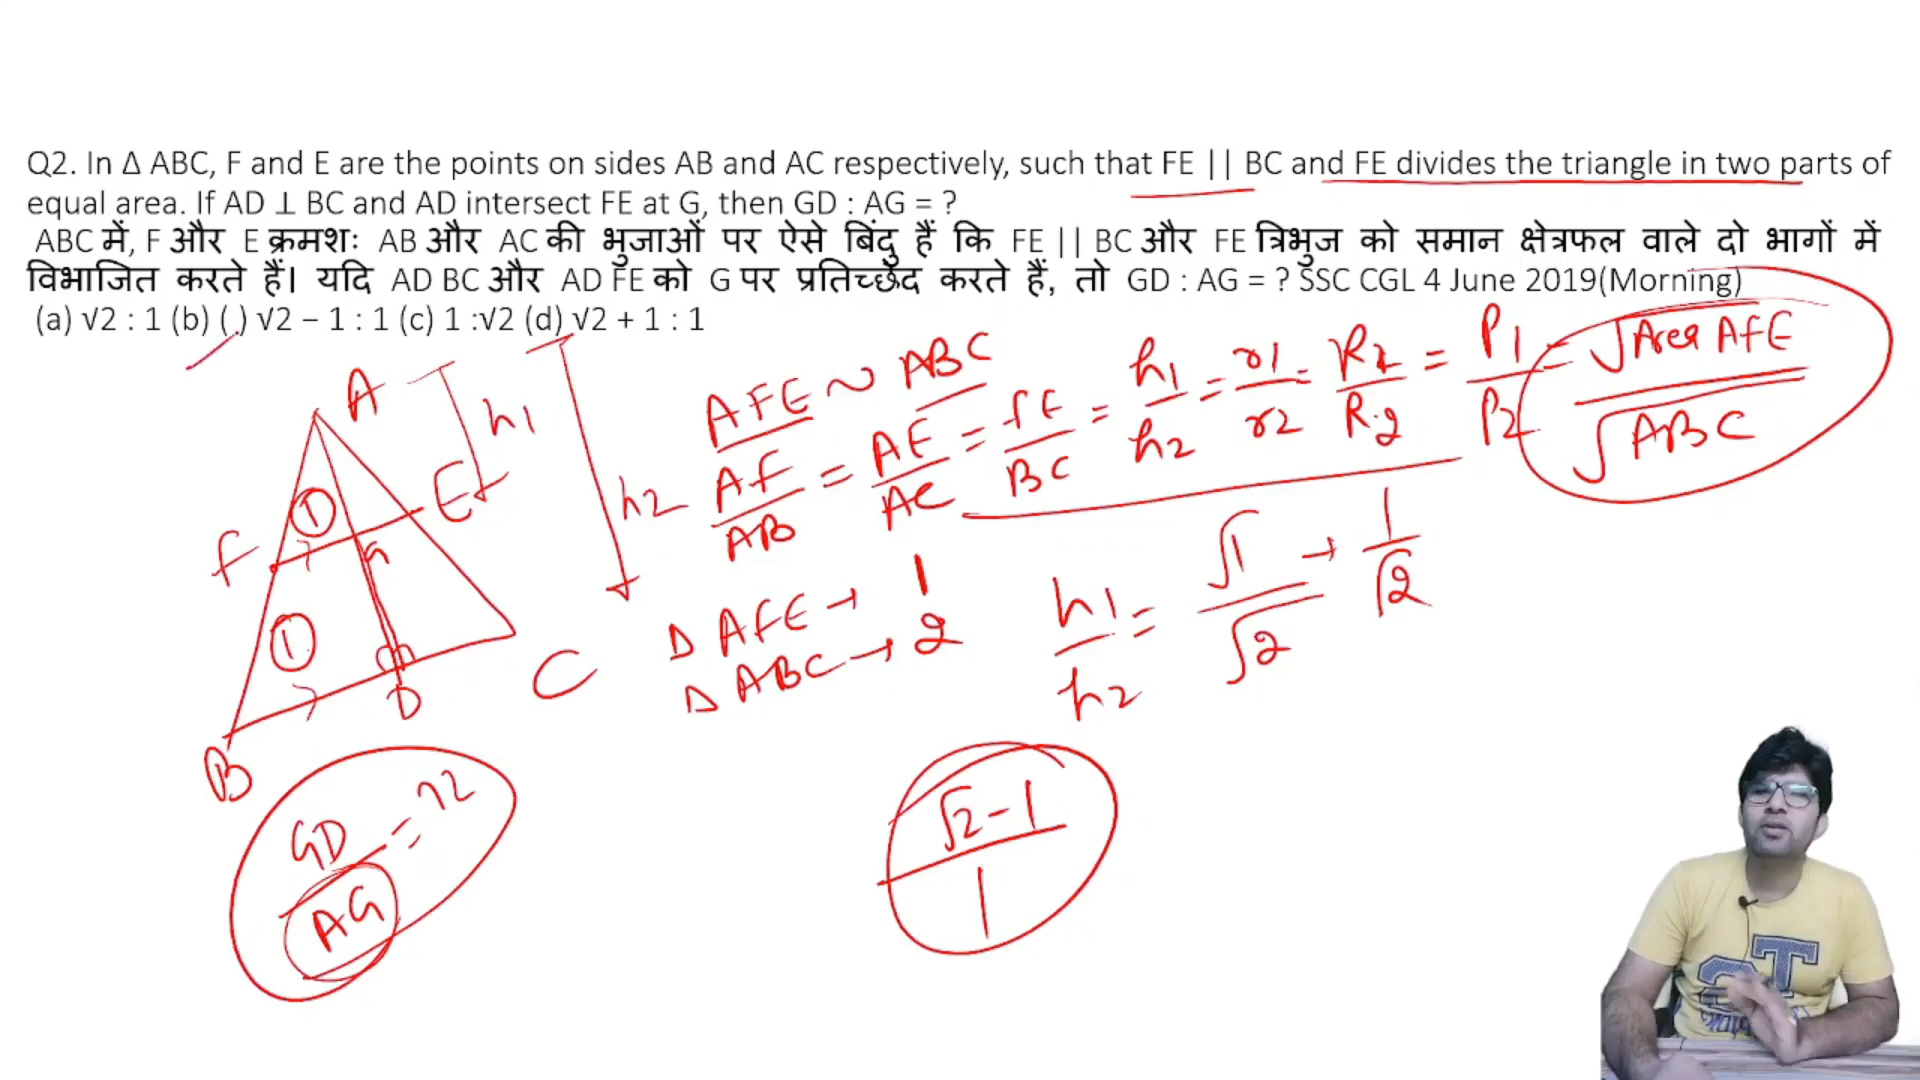 Q2. In Δ ABC, F and E are the points on sides AB and AC respectively, such that FE || BC and FE divides the triangle in two parts of
equal area. If AD ⊥ BC and AD intersect FE at G, then GD : AG = ?
ABC में, F और E क्रमशः AB और AC की भुजाओं पर ऐसे बिंदु हैं कि FE || BC और FE त्रिभुज को समान क्षेत्रफल वाले दो भागों में
विभाजित करते हैं। यदि AD BC और AD FE को G पर प्रतिच्छेद करते हैं, तो GD : AG = ? SSC CGL 4 June 2019(Morning)
(a) √2 : 1 (b) (.) √2 – 1 : 1 (c) 1 :√2 (d) √2 + 1 : 1
A
h1
h2
F
E
G
1
1
B
D
C
AFE ~ ABC
AF/AB = AE/AC = FE/BC = h1/h2 = r1/r2 = R1/R2 = P1/P2 = √Area AFE/√ABC
Δ AFE → 1
Δ ABC → 2
h1/h2 = √1/√2 → 1/√2
GD/AG =
√2-1/1